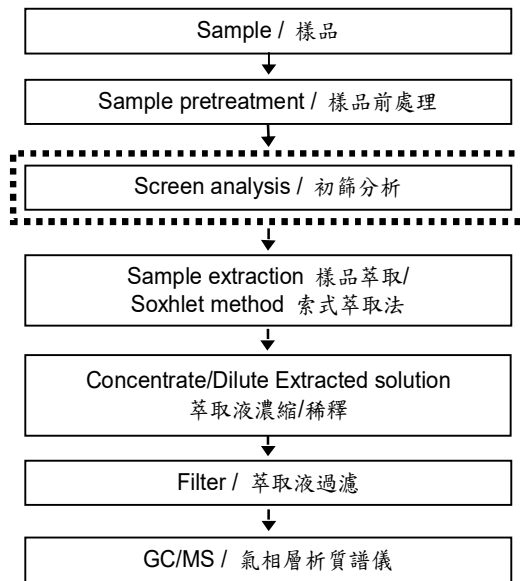 Sample / 樣品
Sample pretreatment / 樣品前處理
Screen analysis / 初篩分析
Sample extraction 樣品萃取/
Soxhlet method 索式萃取法
Concentrate/Dilute Extracted solution
萃取液濃縮/稀釋
Filter / 萃取液過濾
GC/MS / 氣相層析質譜儀